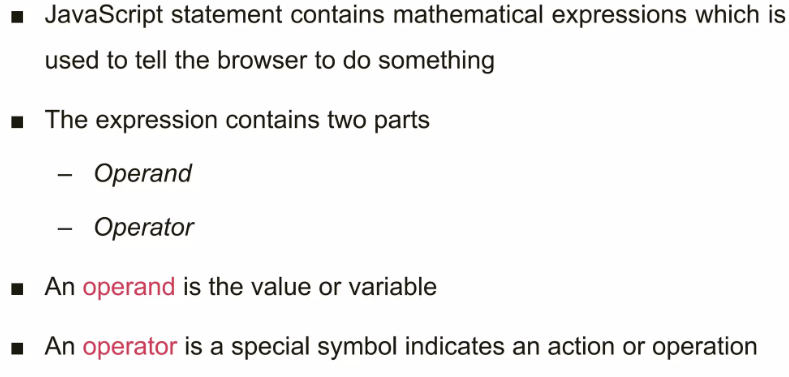 ▪ JavaScript statement contains mathematical expressions which is
used to tell the browser to do something
▪ The expression contains two parts
– Operand
– Operator
▪ An operand is the value or variable
▪ An operator is a special symbol indicates an action or operation